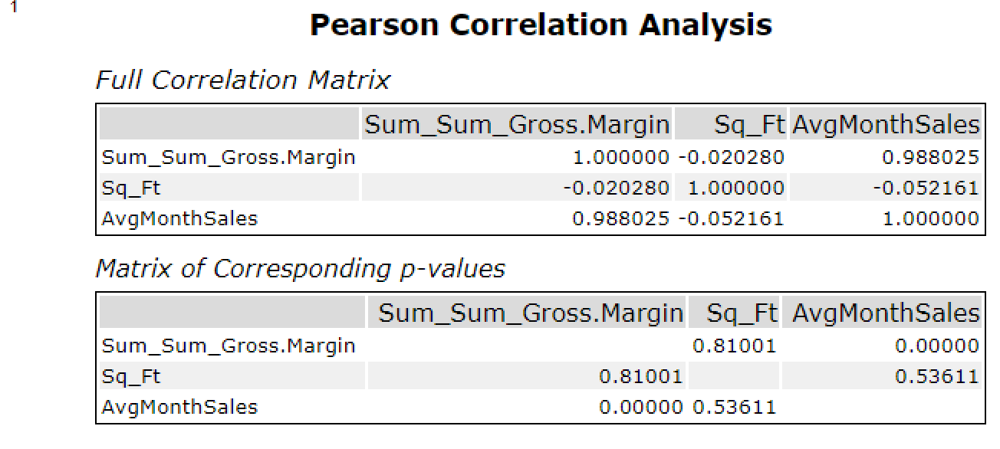 1
Pearson Correlation Analysis
Full Correlation Matrix
Sum_Sum_Gross.Margin Sq_Ft AvgMonthSales
Sum_Sum_Gross.Margin 1.000000 -0.020280 0.988025
Sq_Ft -0.020280 1.000000 -0.052161
AvgMonthSales 0.988025 -0.052161 1.000000
Matrix of Corresponding p-values
Sum_Sum_Gross.Margin Sq_Ft AvgMonthSales
Sum_Sum_Gross.Margin 0.81001 0.00000
Sq_Ft 0.81001 0.53611
AvgMonthSales 0.00000 0.53611